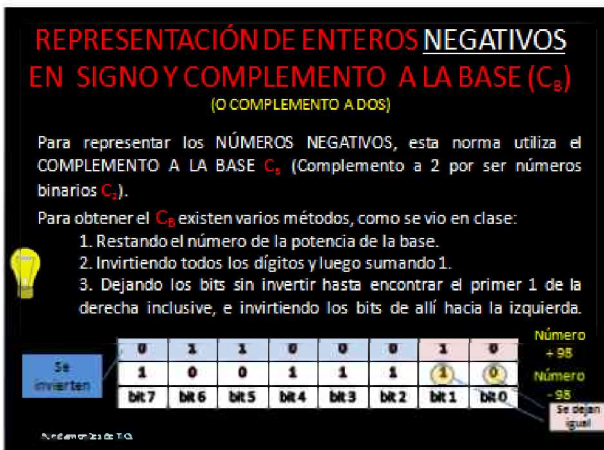 REPRESENTACIÓN DE ENTEROS NEGATIVOS
EN SIGNO Y COMPLEMENTO A LA BASE (C_B)
(O COMPLEMENTO A DOS)
Para representar los NÚMEROS NEGATIVOS, esta norma utiliza el
COMPLEMENTO A LA BASE C_B (Complemento a 2 por ser números
binarios C_2).
Para obtener el C_B existen varios métodos, como se vio en clase:
1. Restando el número de la potencia de la base.
2. Invirtiendo todos los dígitos y luego sumando 1.
3. Dejando los bits sin invertir hasta encontrar el primer 1 de la
derecha inclusive, e invirtiendo los bits de allí hacia la izquierda.
Se
invierten
0 1 1 0 0 0 1 0
1 0 0 1 1 1 1 0
bit 7 bit 6 bit 5 bit 4 bit 3 bit 2 bit 1 bit 0
Número
+ 98
Número
- 98
Se dejan
igual
Fundamentos de T.O.